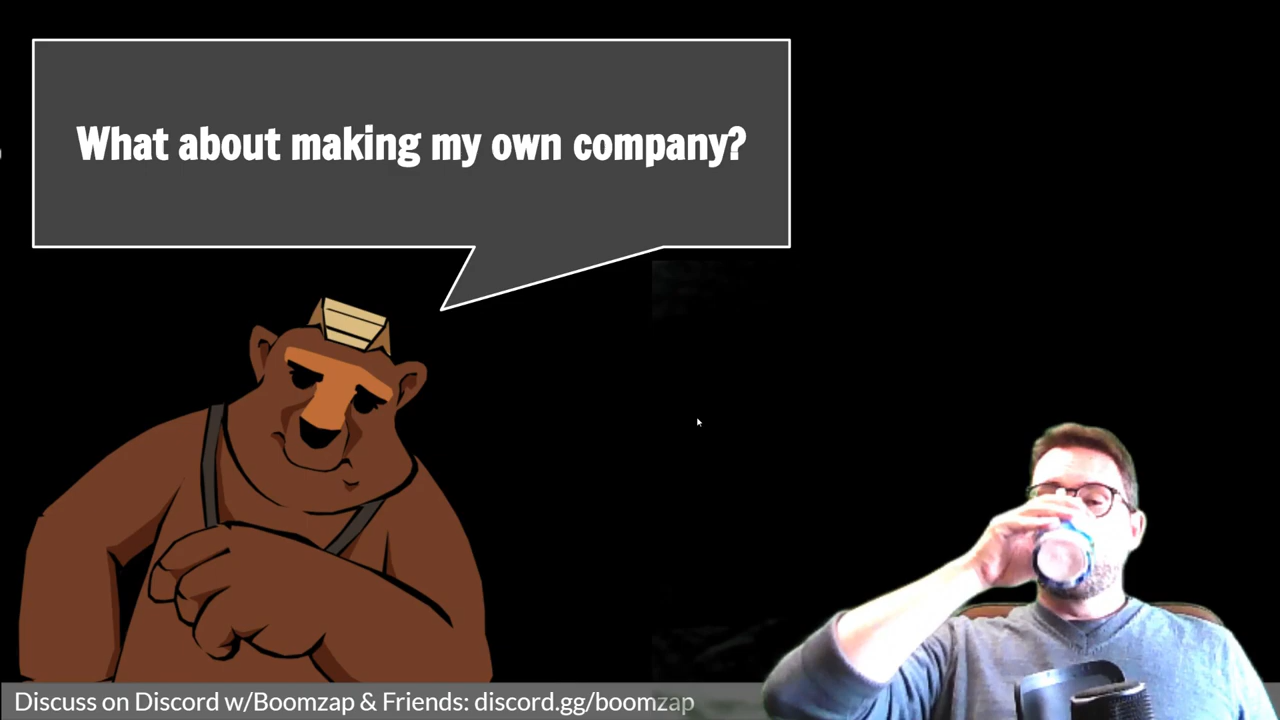 What about making my own company?
Discuss on Discord w/Boomzap & Friends: discord.gg/boomzap